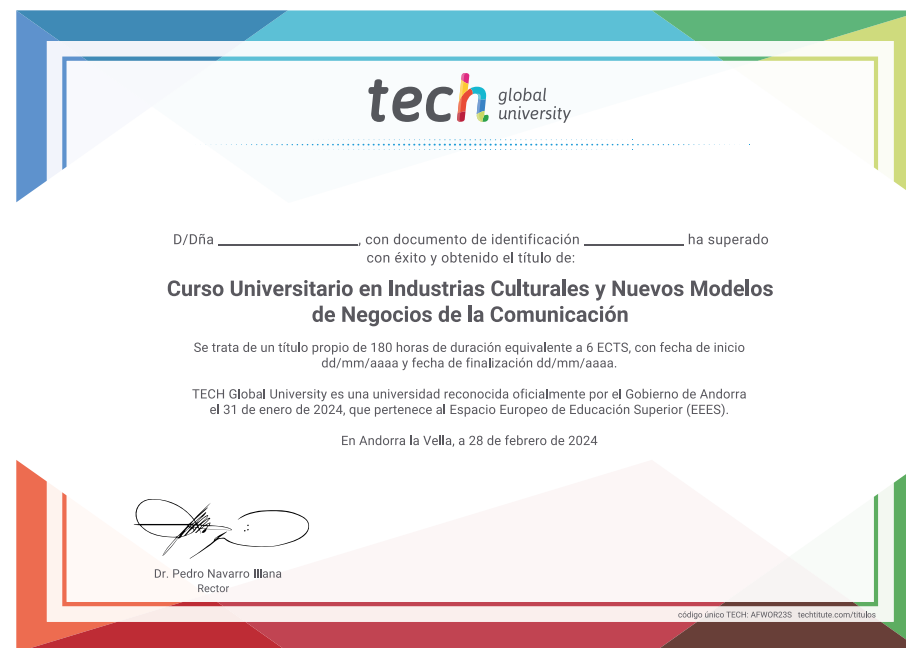 tech global
university
D/Dña ____________________, con documento de identificación ______________ ha superado
con éxito y obtenido el título de:
Curso Universitario en Industrias Culturales y Nuevos Modelos
de Negocios de la Comunicación
Se trata de un título propio de 180 horas de duración equivalente a 6 ECTS, con fecha de inicio
dd/mm/aaaa y fecha de finalización dd/mm/aaaa.
TECH Global University es una universidad reconocida oficialmente por el Gobierno de Andorra
el 31 de enero de 2024, que pertenece al Espacio Europeo de Educación Superior (EEES).
En Andorra la Vella, a 28 de febrero de 2024
Dr. Pedro Navarro Illana
Rector
código único TECH: AFWOR23S techtitute.com/titulos